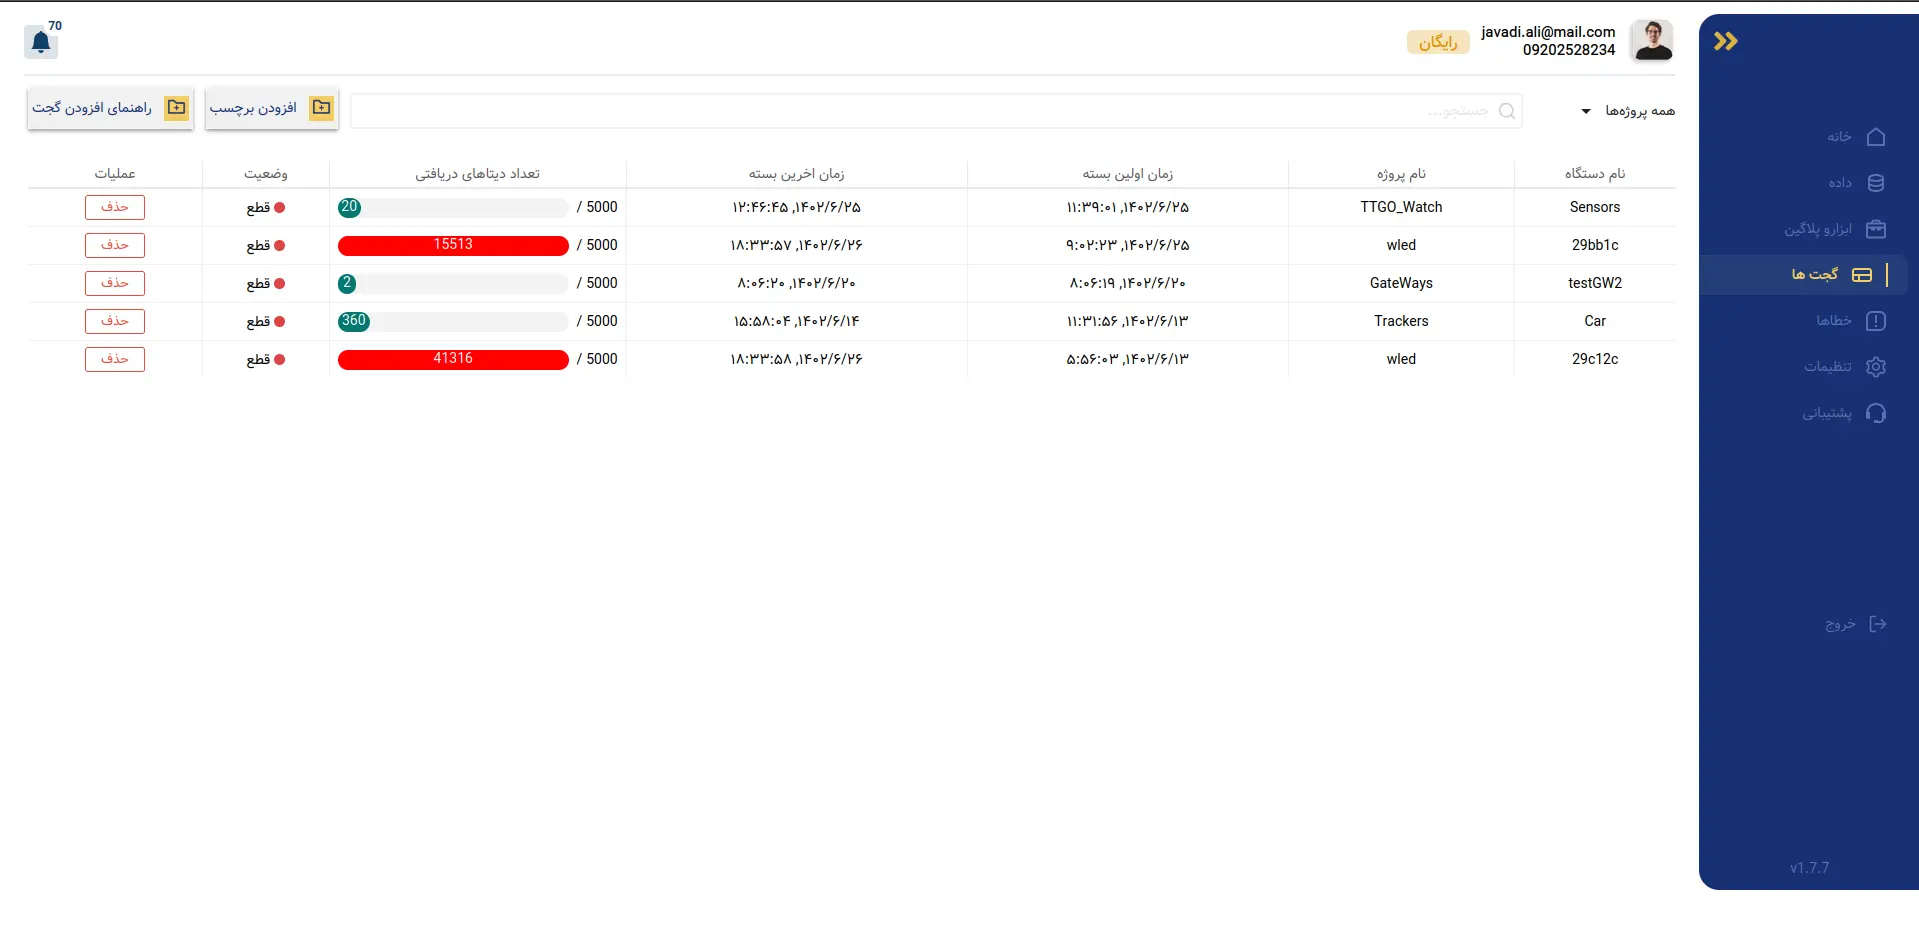 70
javadi.ali@mail.com
09202528234
رایگان
همه پروژه‌ها
جستجو...
افزودن برچسب
راهنمای افزودن گجت
نام دستگاه نام پروژه زمان اولین بسته زمان اخرین بسته تعداد دیتاهای دریافتی وضعیت عملیات
Sensors TTGO_Watch ۱۴۰۲/۶/۲۵, ۱۱:۳۹:۰۱ ۱۴۰۲/۶/۲۵, ۱۲:۴۶:۴۵ 20 / 5000 قطع حذف
29bb1c wled ۱۴۰۲/۶/۲۵, ۹:۰۲:۲۳ ۱۴۰۲/۶/۲۶, ۱۸:۳۳:۵۷ 15513 / 5000 قطع حذف
testGW2 GateWays ۱۴۰۲/۶/۲۰, ۸:۰۶:۱۹ ۱۴۰۲/۶/۲۰, ۸:۰۶:۲۰ 2 / 5000 قطع حذف
Car Trackers ۱۴۰۲/۶/۱۳, ۱۱:۳۱:۵۶ ۱۴۰۲/۶/۱۴, ۱۵:۵۸:۰۴ 360 / 5000 قطع حذف
29c12c wled ۱۴۰۲/۶/۱۳, ۵:۵۶:۰۳ ۱۴۰۲/۶/۲۶, ۱۸:۳۳:۵۸ 41316 / 5000 قطع حذف
خانه
داده
ابزارو پلاگین
گجت ها
خطاها
تنظیمات
پشتیبانی
خروج
v1.7.7